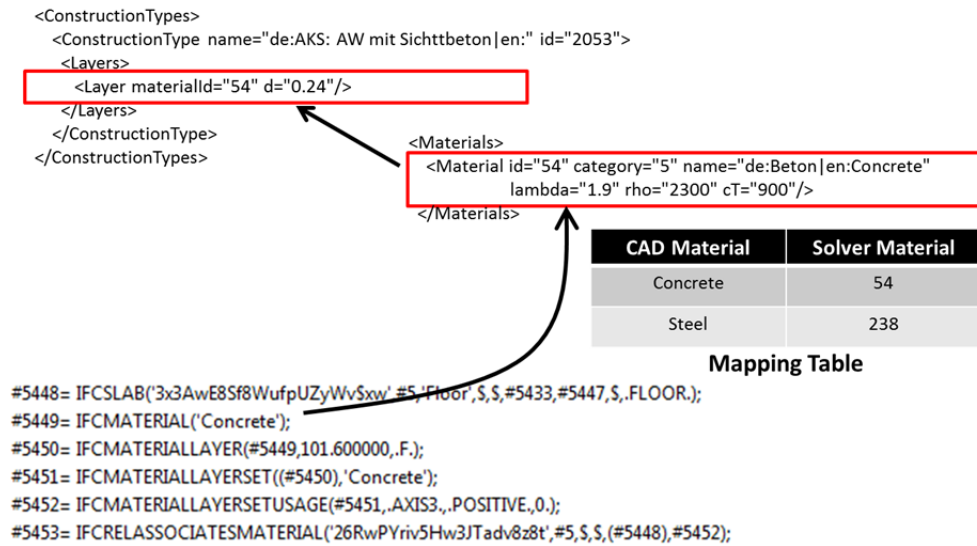 <ConstructionTypes>
<ConstructionType name="de:AKS: AW mit Sichttbeton|en:" id="2053">
<Layers>
<Layer materialId="54" d="0.24"/>
</Layers>
</ConstructionType>
</ConstructionTypes>
<Materials>
<Material id="54" category="5" name="de:Beton|en:Concrete"
lambda="1.9" rho="2300" cT="900"/>
</Materials>
CAD Material Solver Material
Concrete 54
Steel 238
Mapping Table
#5448= IFCSLAB('3x3AwE8Sf8WufpUZyWv$xw',#5,'Floor',$,$,#5433,#5447,$,.FLOOR.);
#5449= IFCMATERIAL('Concrete');
#5450= IFCMATERIALLAYER(#5449,101.600000,.F.);
#5451= IFCMATERIALLAYERSET((#5450),'Concrete');
#5452= IFCMATERIALLAYERSETUSAGE(#5451,.AXIS3.,.POSITIVE.,0.);
#5453= IFCRELASSOCIATESMATERIAL('26RwPYriv5Hw3JTadv8z8t',#5,$,$,(#5448),#5452);